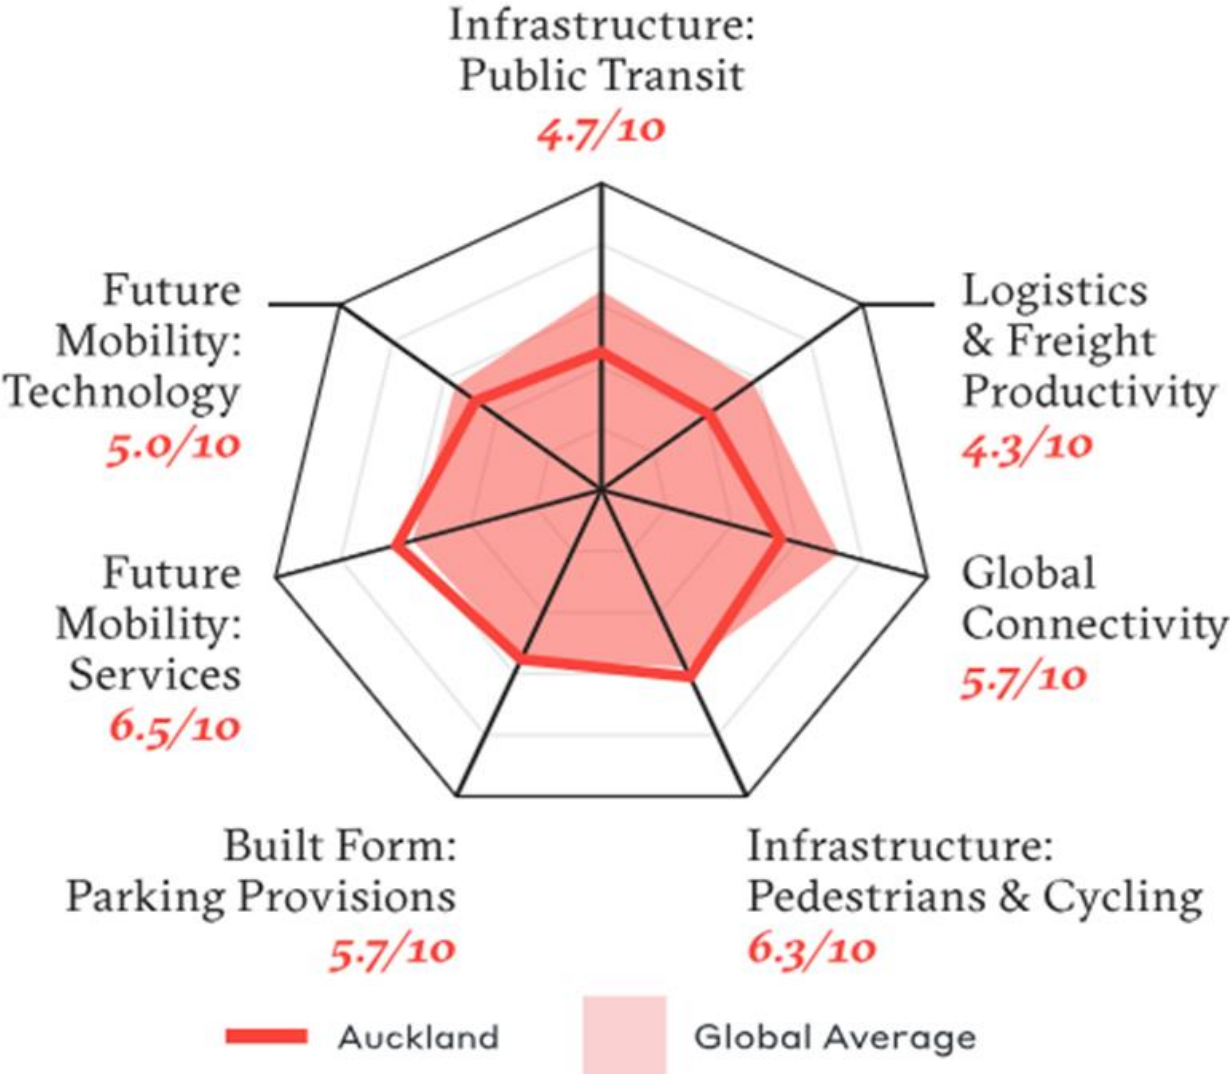 Infrastructure:
Public Transit
4.7/10
Logistics
& Freight
Productivity
4.3/10
Global
Connectivity
5.7/10
Infrastructure:
Pedestrians & Cycling
6.3/10
Built Form:
Parking Provisions
5.7/10
Future
Mobility:
Services
6.5/10
Future
Mobility:
Technology
5.0/10
Auckland
Global Average